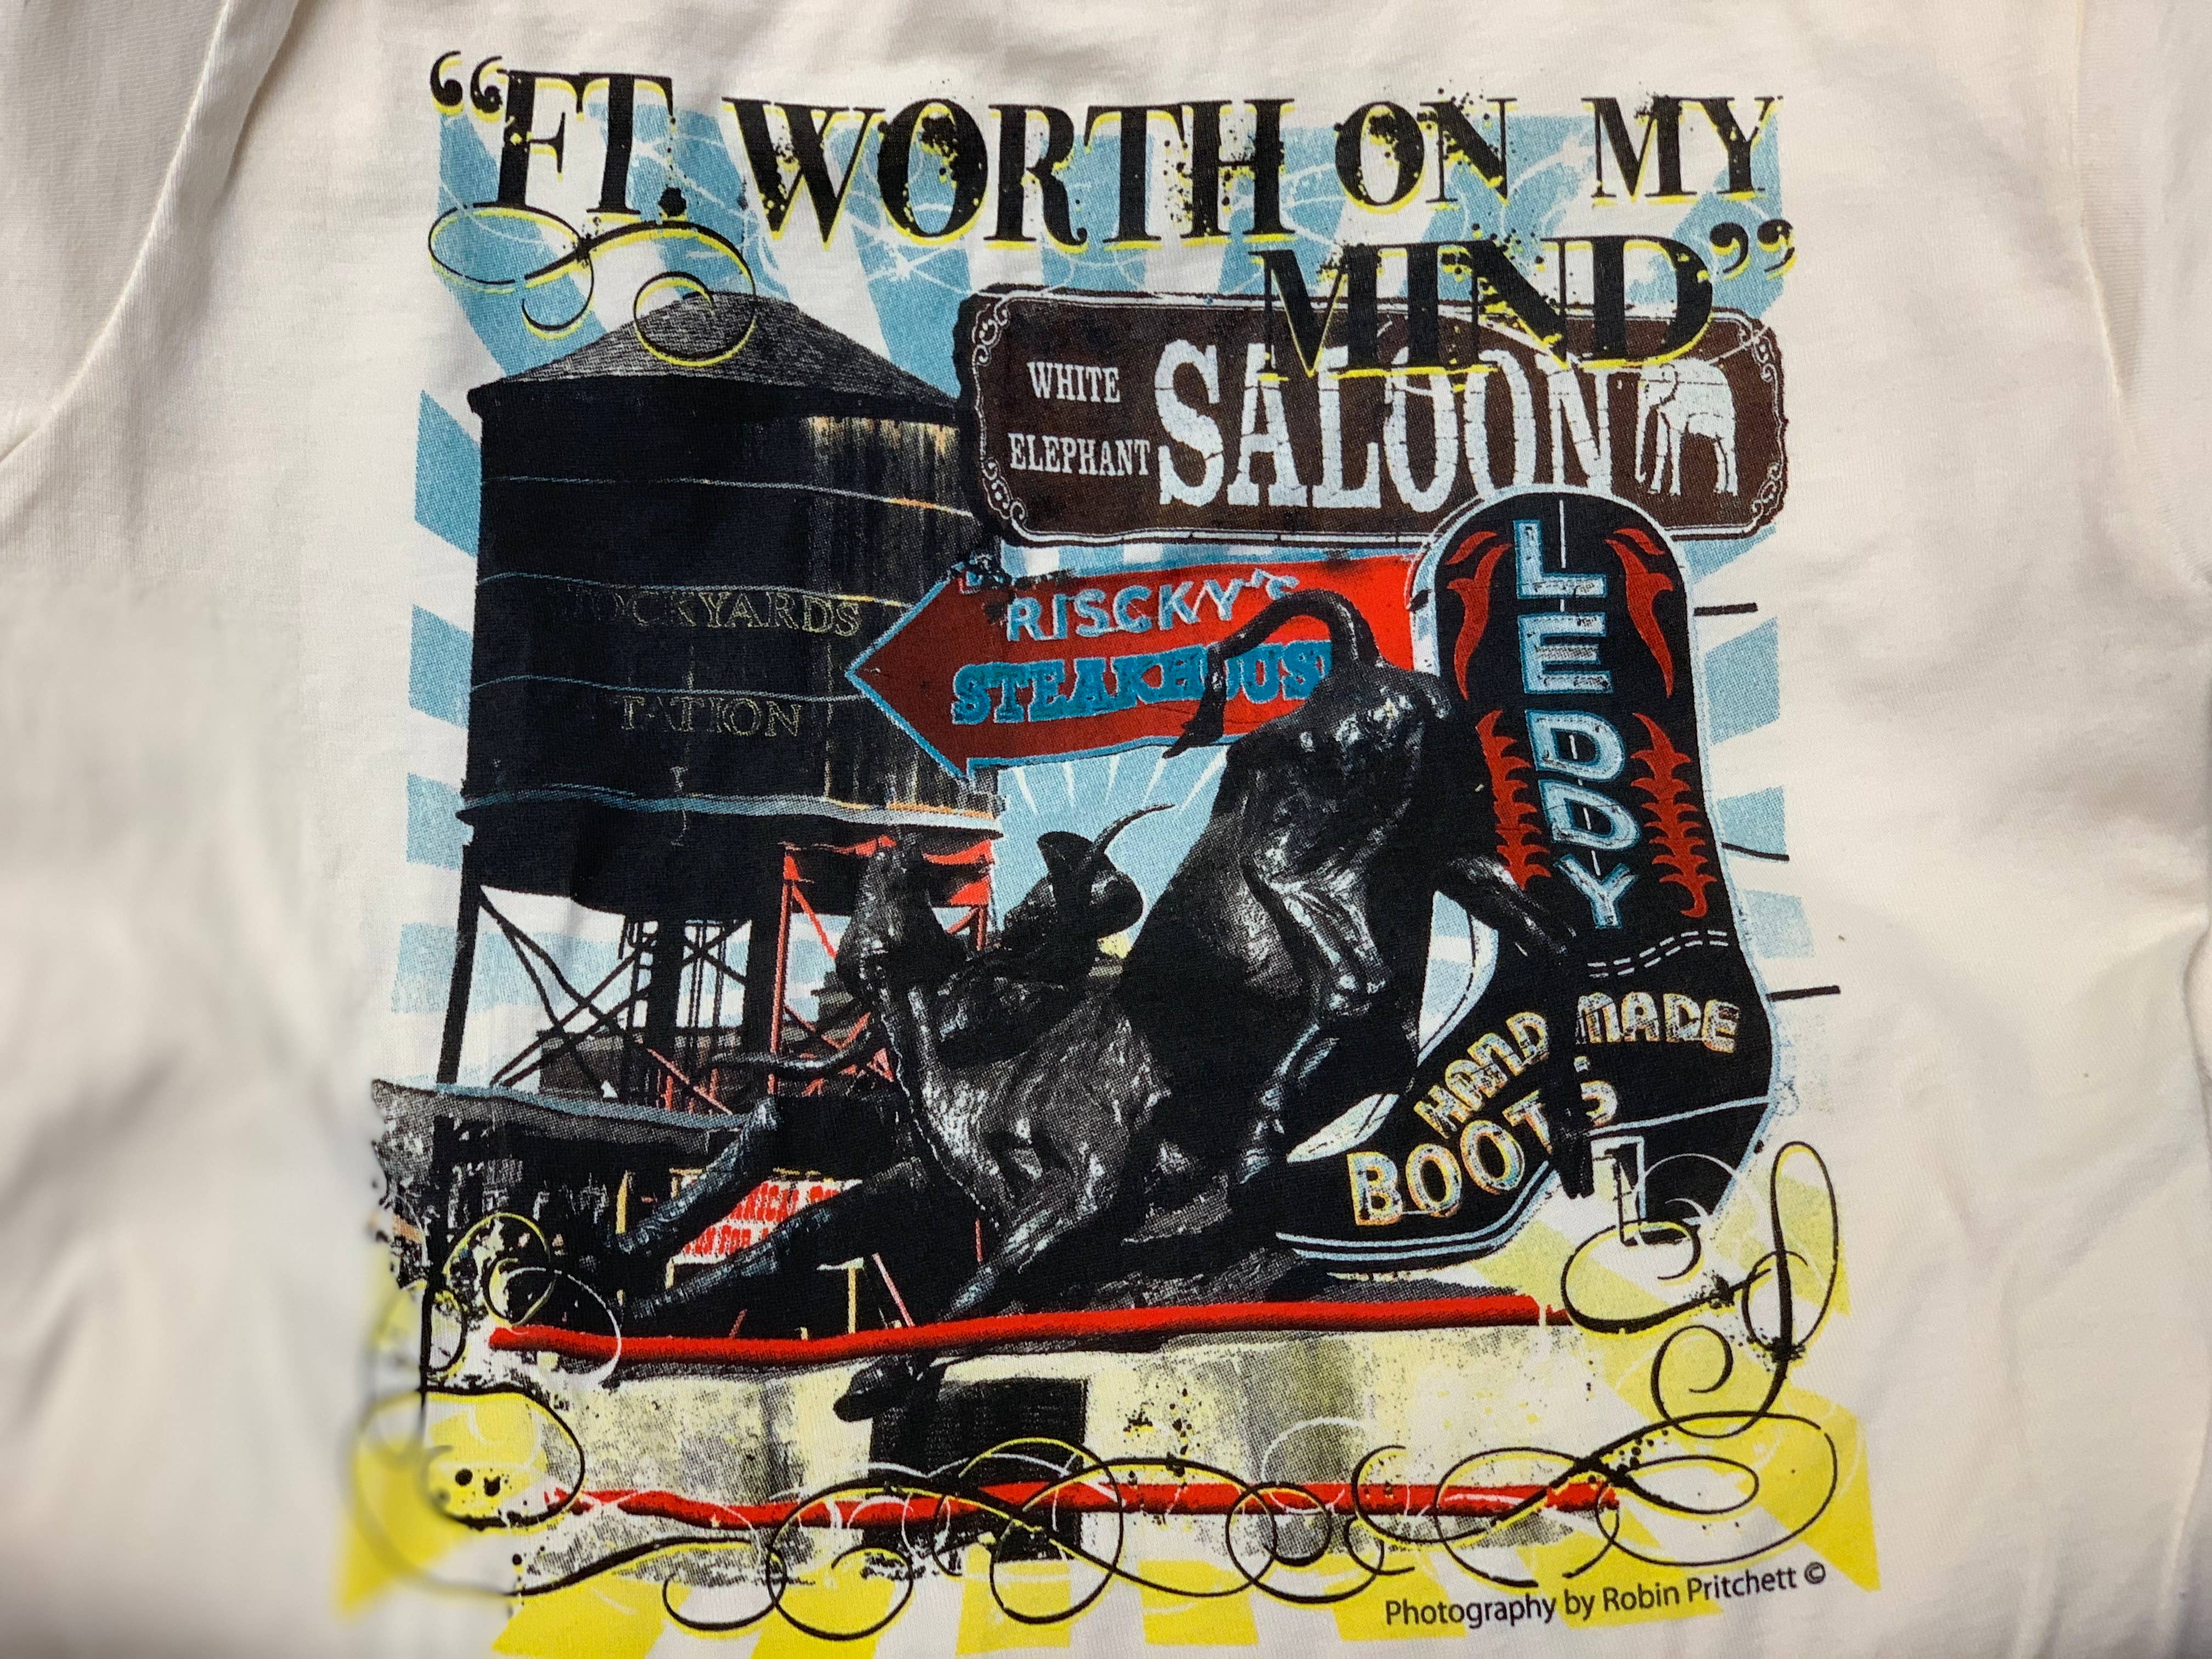 “FT. WORTH ON MY
MIND”
WHITE
ELEPHANT
SALOON
RISCKY'S
STEAKHOUS
LEDDY
STOCKYARDS
TATION
HAND MADE
BOOTS
Photography by Robin Pritchett ©